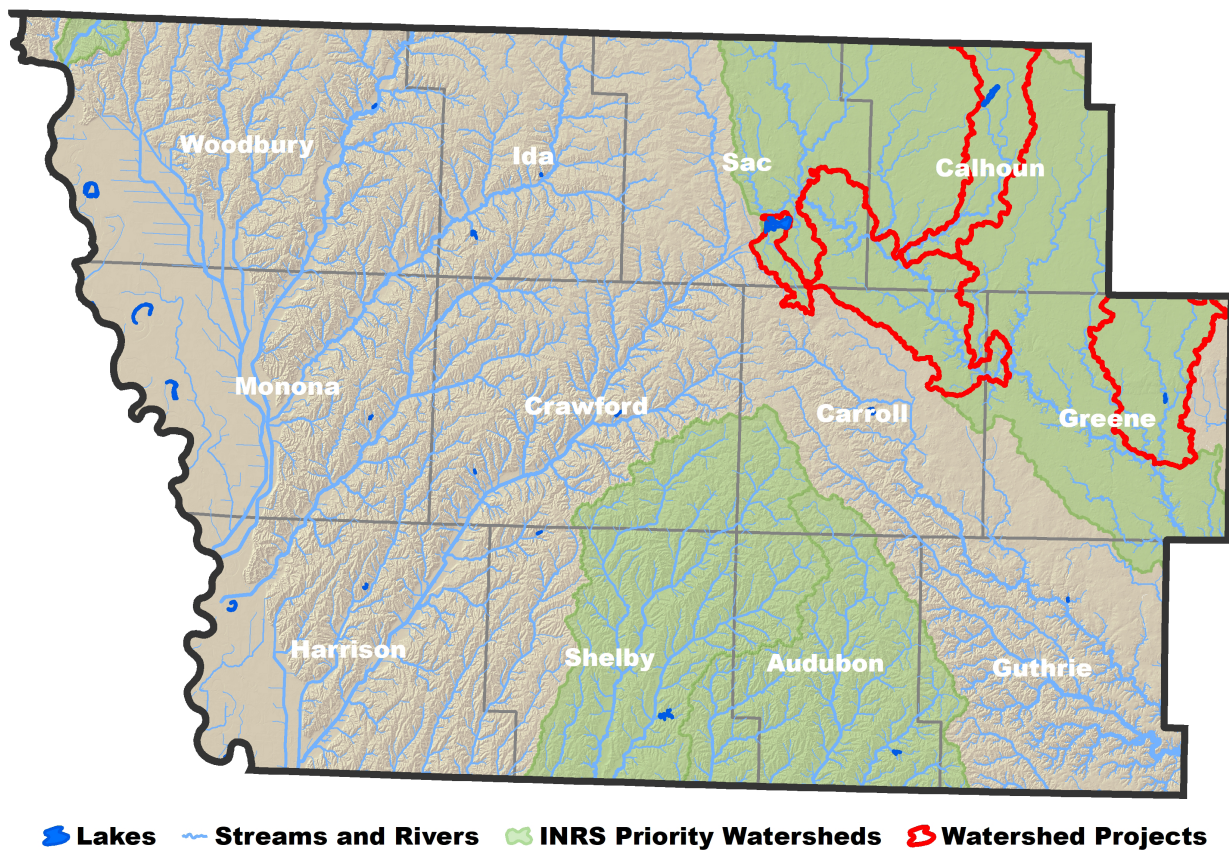 Woodbury
Ida
Sac
Calhoun
Monona
Crawford
Carroll
Greene
Harrison
Shelby
Audubon
Guthrie
Lakes Streams and Rivers INRS Priority Watersheds Watershed Projects